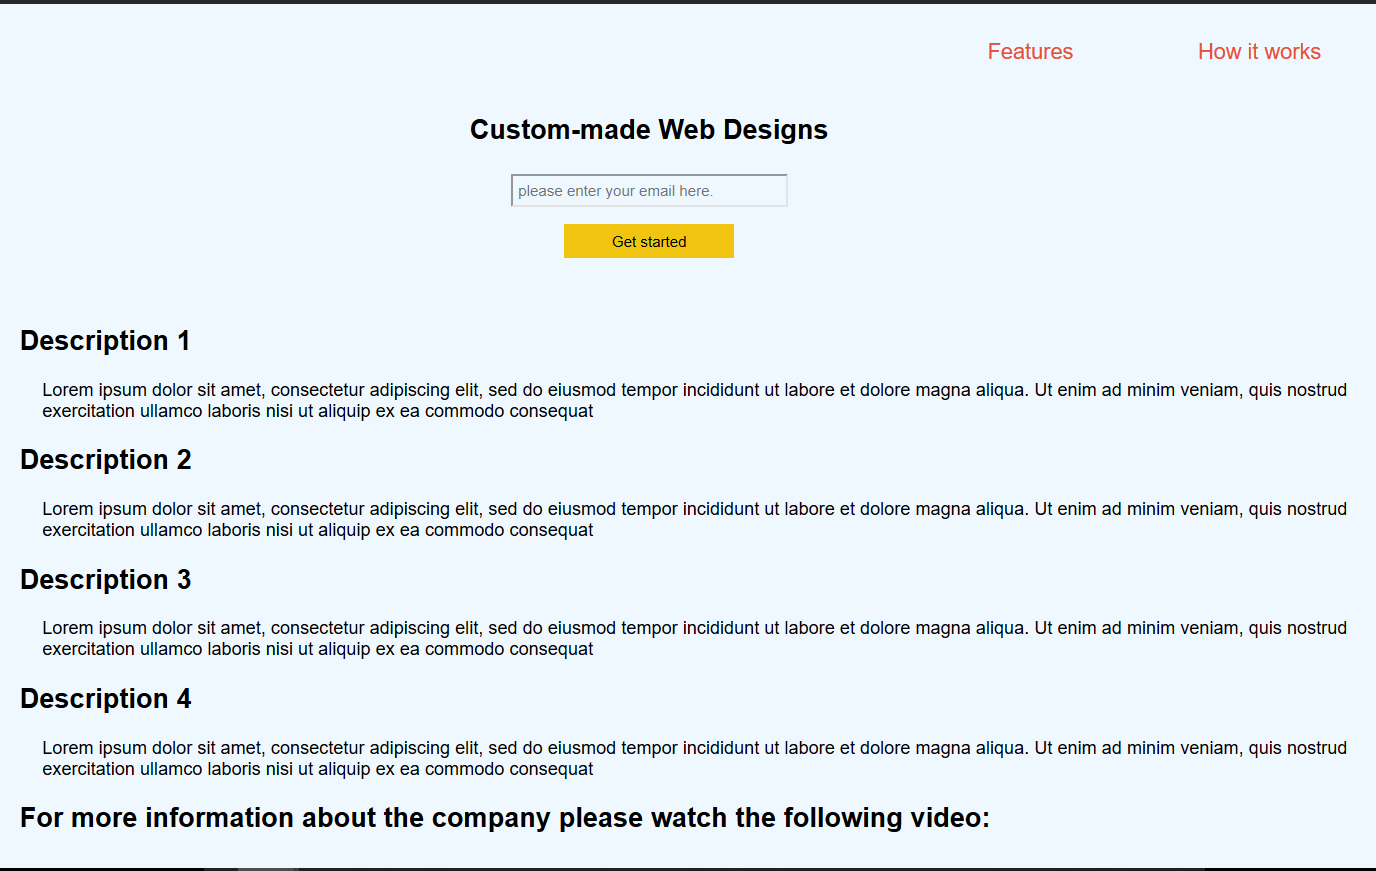 Features How it works
Custom-made Web Designs
please enter your email here.
Get started
Description 1
Lorem ipsum dolor sit amet, consectetur adipiscing elit, sed do eiusmod tempor incididunt ut labore et dolore magna aliqua. Ut enim ad minim veniam, quis nostrud
exercitation ullamco laboris nisi ut aliquip ex ea commodo consequat
Description 2
Lorem ipsum dolor sit amet, consectetur adipiscing elit, sed do eiusmod tempor incididunt ut labore et dolore magna aliqua. Ut enim ad minim veniam, quis nostrud
exercitation ullamco laboris nisi ut aliquip ex ea commodo consequat
Description 3
Lorem ipsum dolor sit amet, consectetur adipiscing elit, sed do eiusmod tempor incididunt ut labore et dolore magna aliqua. Ut enim ad minim veniam, quis nostrud
exercitation ullamco laboris nisi ut aliquip ex ea commodo consequat
Description 4
Lorem ipsum dolor sit amet, consectetur adipiscing elit, sed do eiusmod tempor incididunt ut labore et dolore magna aliqua. Ut enim ad minim veniam, quis nostrud
exercitation ullamco laboris nisi ut aliquip ex ea commodo consequat
For more information about the company please watch the following video: